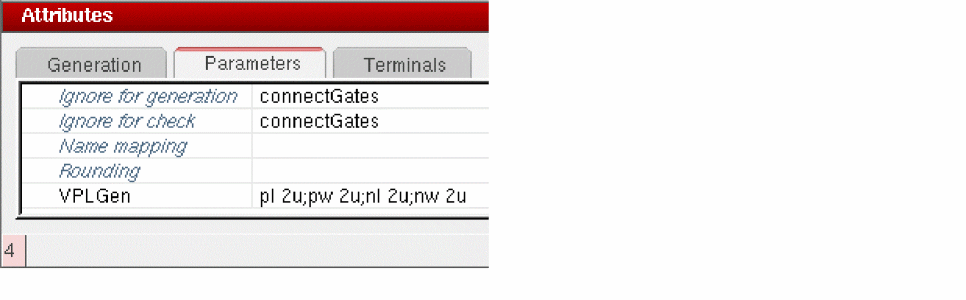 Attributes
Generation Parameters Terminals
Ignore for generation connectGates
Ignore for check connectGates
Name mapping
Rounding
VPLGen pl 2u;pw 2u;nl 2u;nw 2u
4